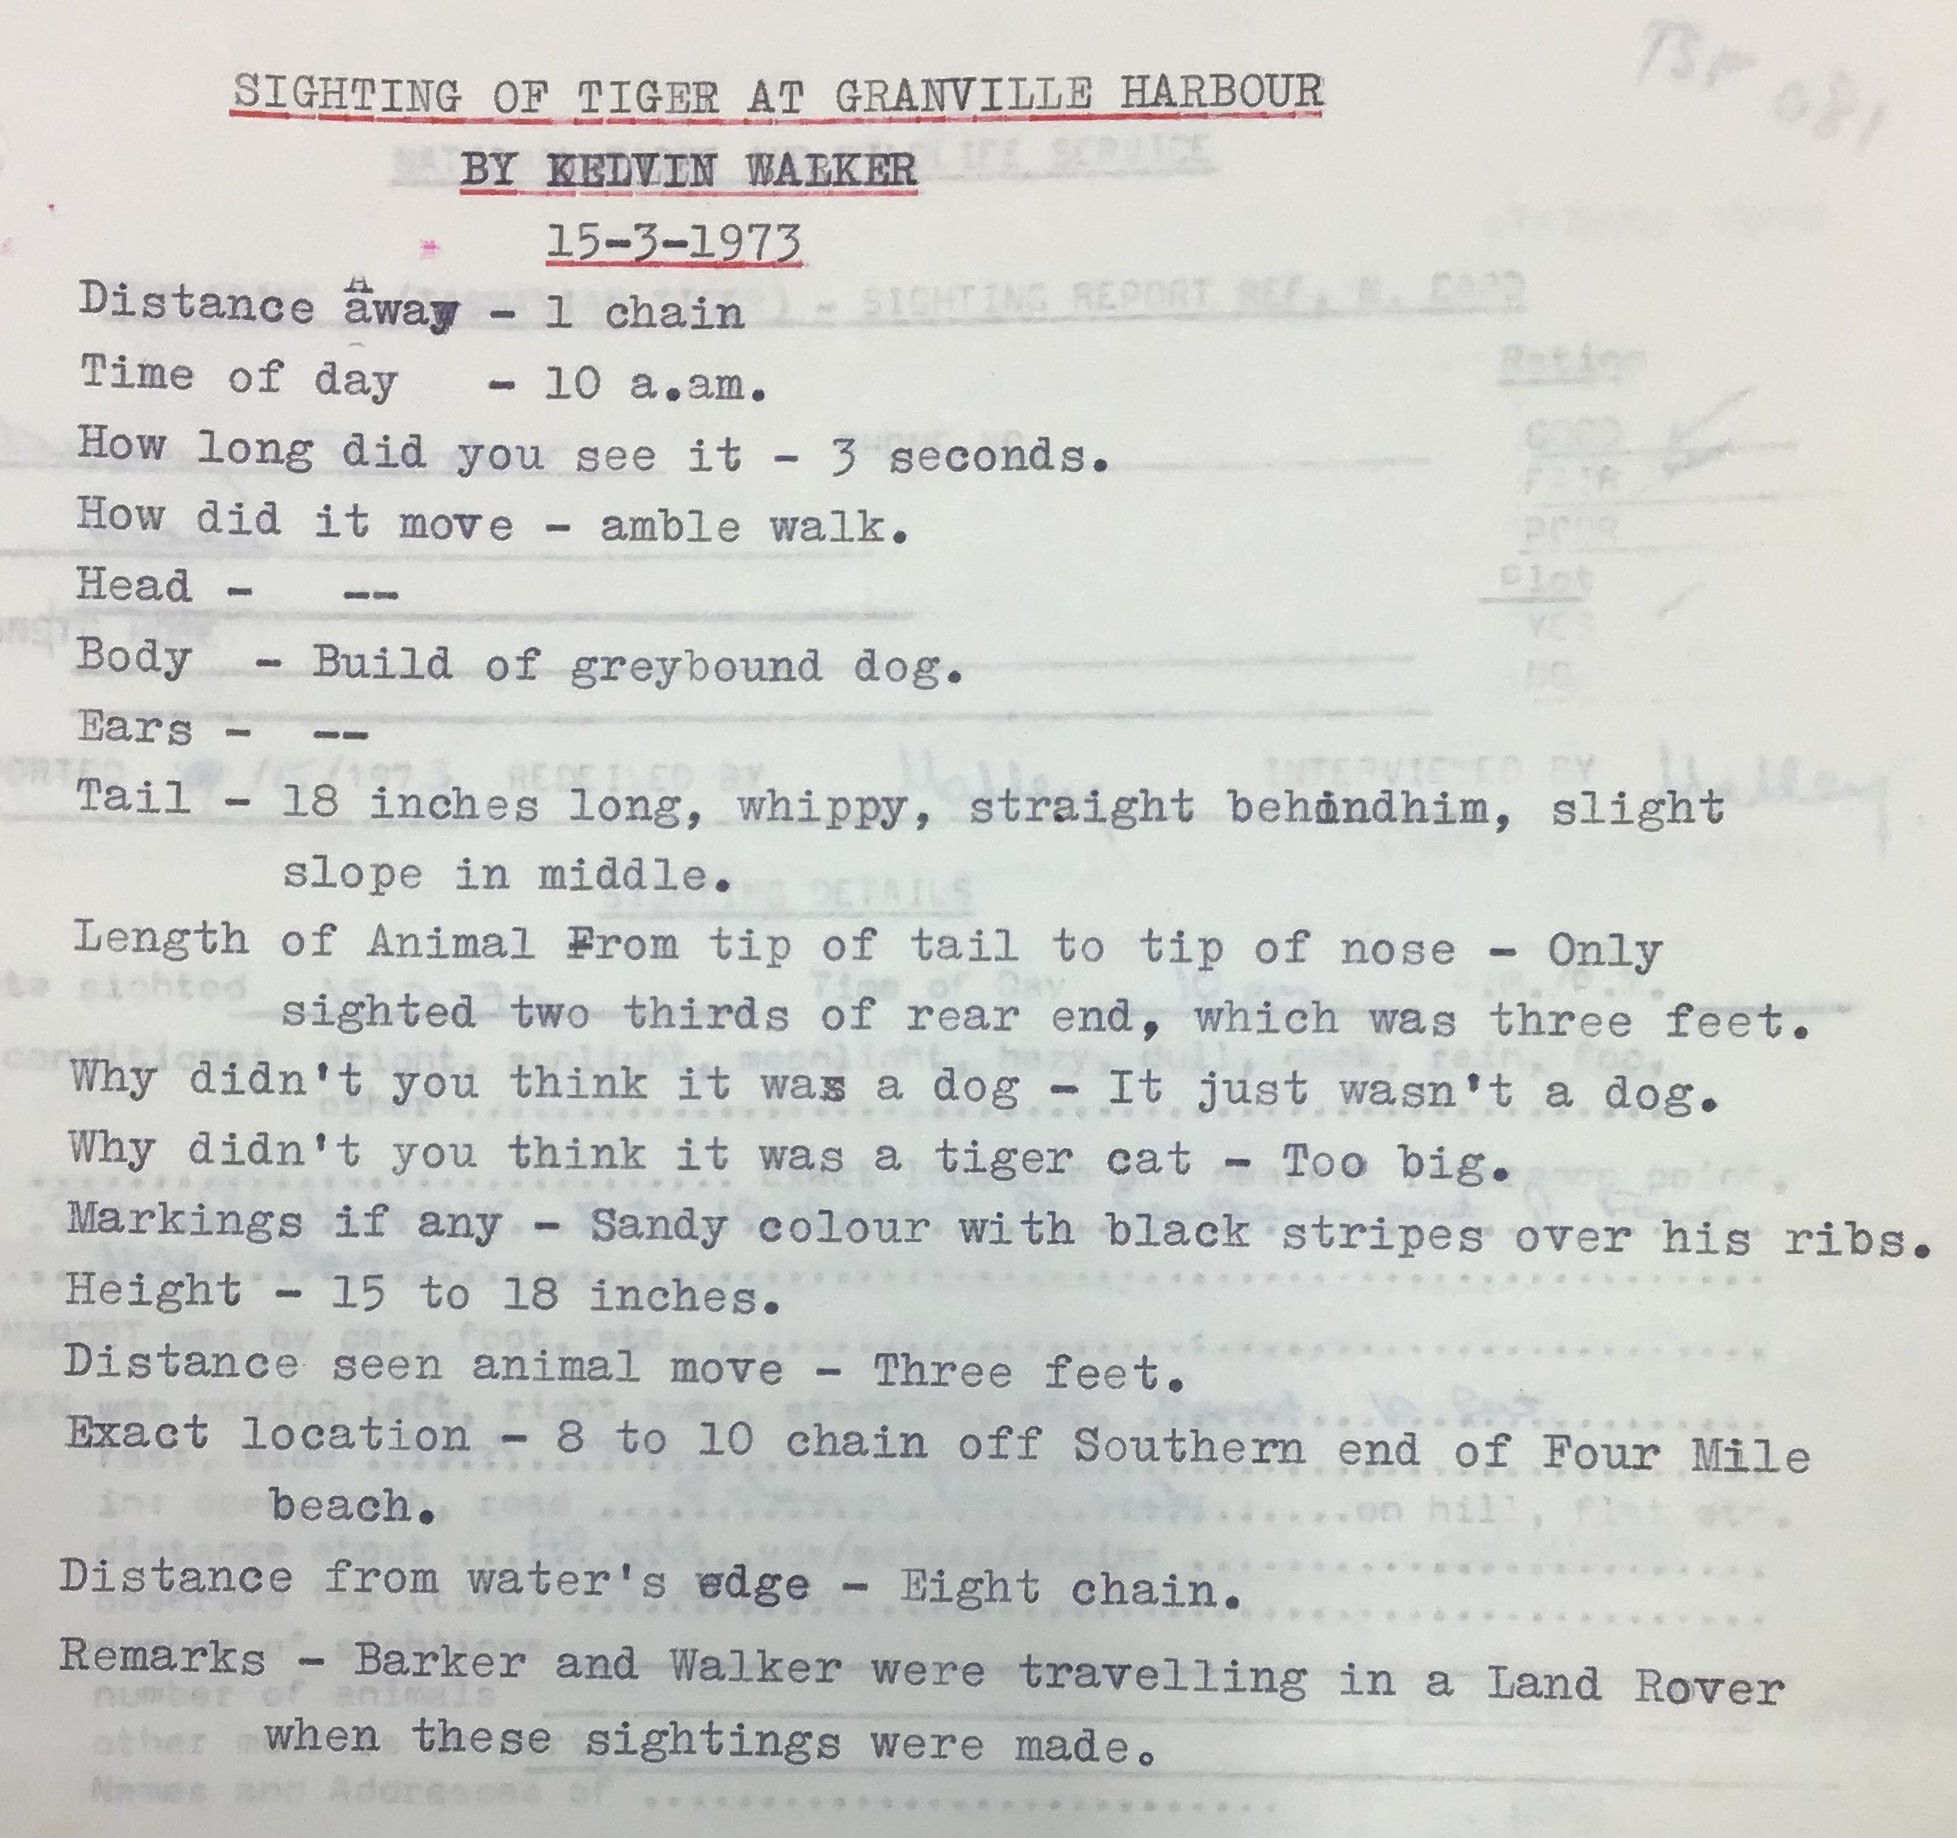 SIGHTING OF TIGER AT GRANVILLE HARBOUR
BY KELVIN WALKER
15-3-1973
Distance away - 1 chain
Time of day - 10 a.am.
How long did you see it - 3 seconds.
How did it move - amble walk.
Head - --
Body - Build of greybound dog.
Ears - --
Tail - 18 inches long, whippy, straight behindhim, slight
slope in middle.
Length of Animal From tip of tail to tip of nose - Only
sighted two thirds of rear end, which was three feet.
Why didn't you think it was a dog - It just wasn't a dog.
Why didn't you think it was a tiger cat - Too big.
Markings if any - Sandy colour with black stripes over his ribs.
Height - 15 to 18 inches.
Distance seen animal move - Three feet.
Exact location - 8 to 10 chain off Southern end of Four Mile
beach.
Distance from water's edge - Eight chain.
Remarks - Barker and Walker were travelling in a Land Rover
when these sightings were made.